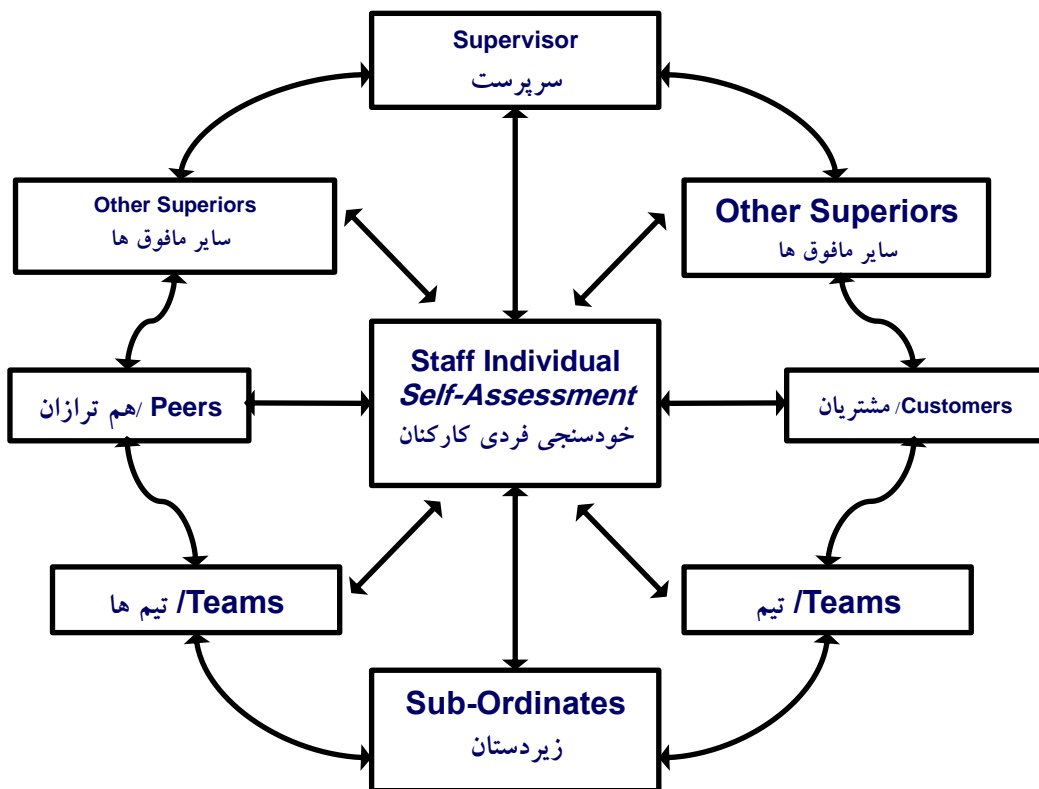 Supervisor
سرپرست
Other Superiors
سایر مافوق ها
Other Superiors
سایر مافوق ها
Staff Individual
Self-Assessment
خودسنجی فردی کارکنان
هم ترازان/ Peers
مشتریان/Customers
تیم ها /Teams
تیم /Teams
Sub-Ordinates
زیردستان